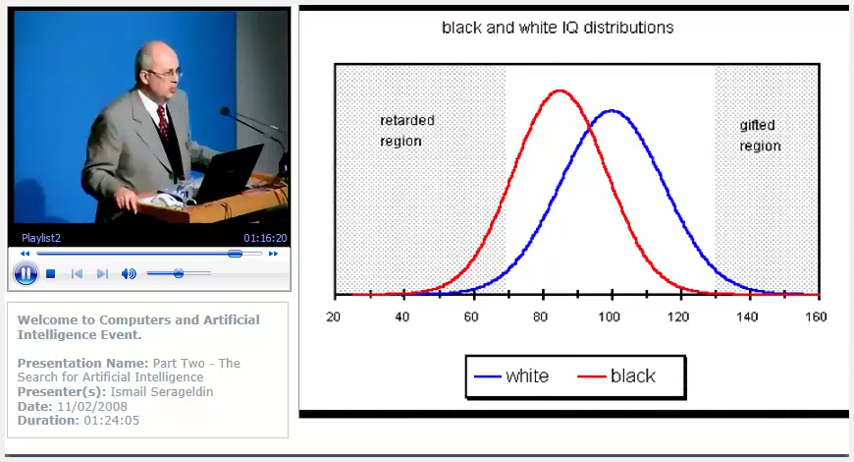 Playlist2
01:16:20
Welcome to Computers and Artificial
Intelligence Event.
Presentation Name: Part Two - The
Search for Artificial Intelligence
Presenter(s): Ismail Serageldin
Date: 11/02/2008
Duration: 01:24:05
black and white IQ distributions
retarded
region
gifted
region
20 40 60 80 100 120 140 160
white black